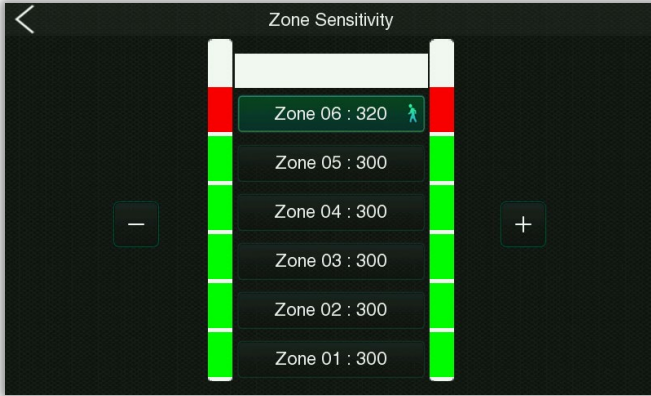 Zone Sensitivity
Zone 06 : 320
Zone 05 : 300
Zone 04 : 300
− Zone 03 : 300 +
Zone 02 : 300
Zone 01 : 300